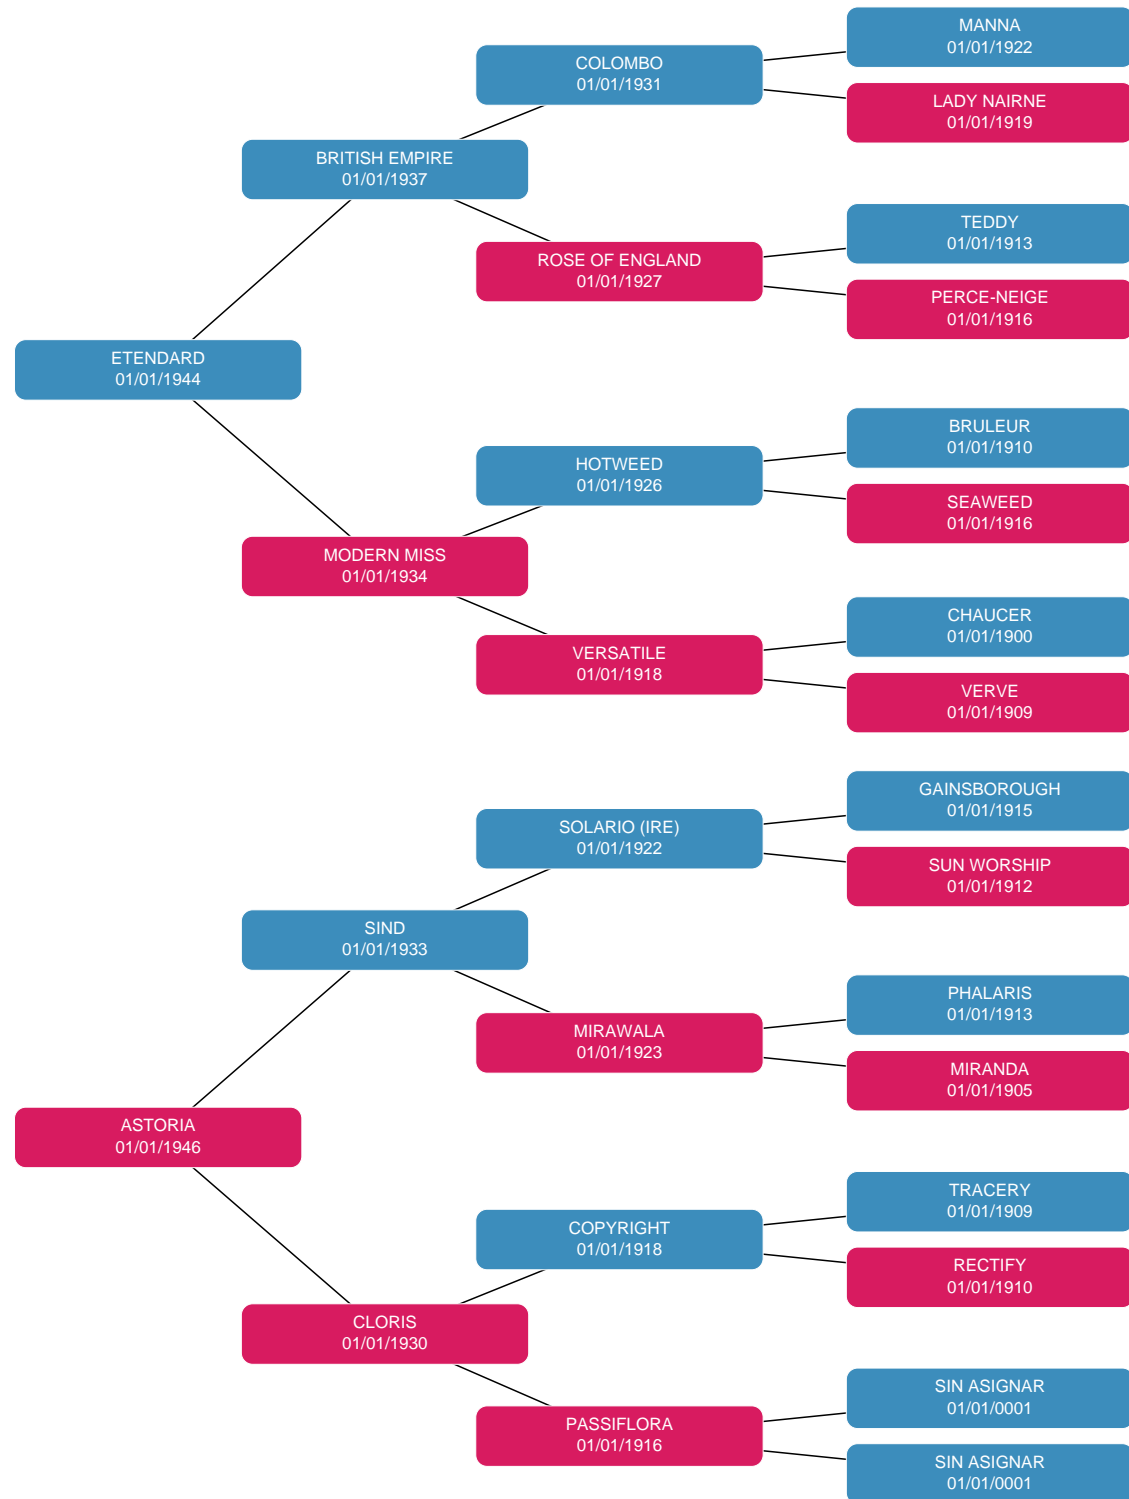 MANNA
01/01/1922
COLOMBO
01/01/1931
LADY NAIRNE
01/01/1919
BRITISH EMPIRE
01/01/1937
TEDDY
01/01/1913
ROSE OF ENGLAND
01/01/1927
PERCE-NEIGE
01/01/1916
ETENDARD
01/01/1944
BRULEUR
01/01/1910
HOTWEED
01/01/1926
SEAWEED
01/01/1916
MODERN MISS
01/01/1934
CHAUCER
01/01/1900
VERSATILE
01/01/1918
VERVE
01/01/1909
GAINSBOROUGH
01/01/1915
SOLARIO (IRE)
01/01/1922
SUN WORSHIP
01/01/1912
SIND
01/01/1933
PHALARIS
01/01/1913
MIRAWALA
01/01/1923
MIRANDA
01/01/1905
ASTORIA
01/01/1946
TRACERY
01/01/1909
COPYRIGHT
01/01/1918
RECTIFY
01/01/1910
CLORIS
01/01/1930
SIN ASIGNAR
01/01/0001
PASSIFLORA
01/01/1916
SIN ASIGNAR
01/01/0001